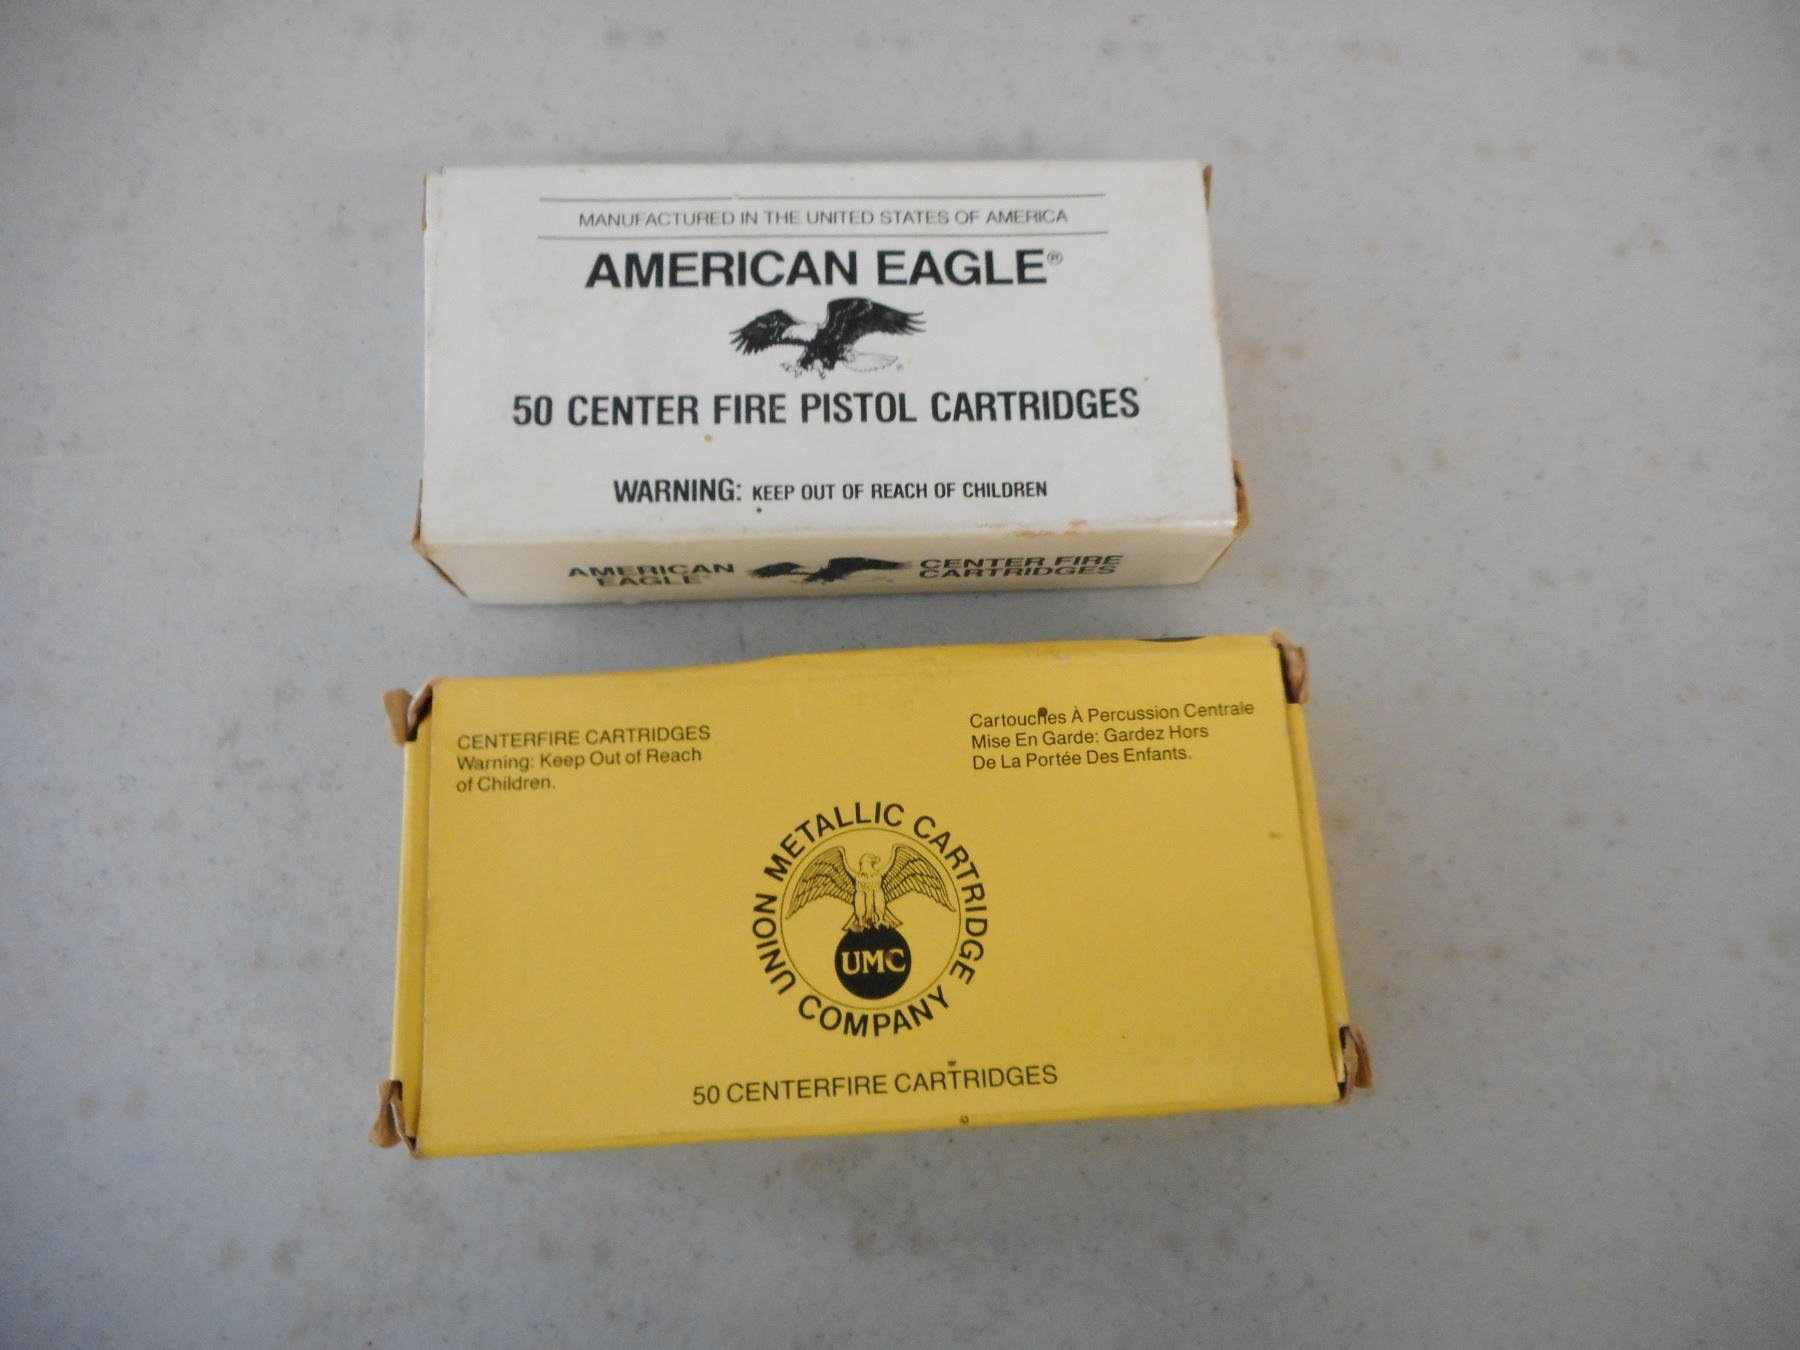 MANUFACTURED IN THE UNITED STATES OF AMERICA
AMERICAN EAGLE®
50 CENTER FIRE PISTOL CARTRIDGES
WARNING: KEEP OUT OF REACH OF CHILDREN
AMERICAN EAGLE
CENTER FIRE CARTRIDGES
CENTERFIRE CARTRIDGES
Warning: Keep Out of Reach
of Children.
Cartouches À Percussion Centrale
Mise En Garde: Gardez Hors
De La Portée Des Enfants.
UNION METALLIC CARTRIDGE COMPANY
UMC
50 CENTERFIRE CARTRIDGES